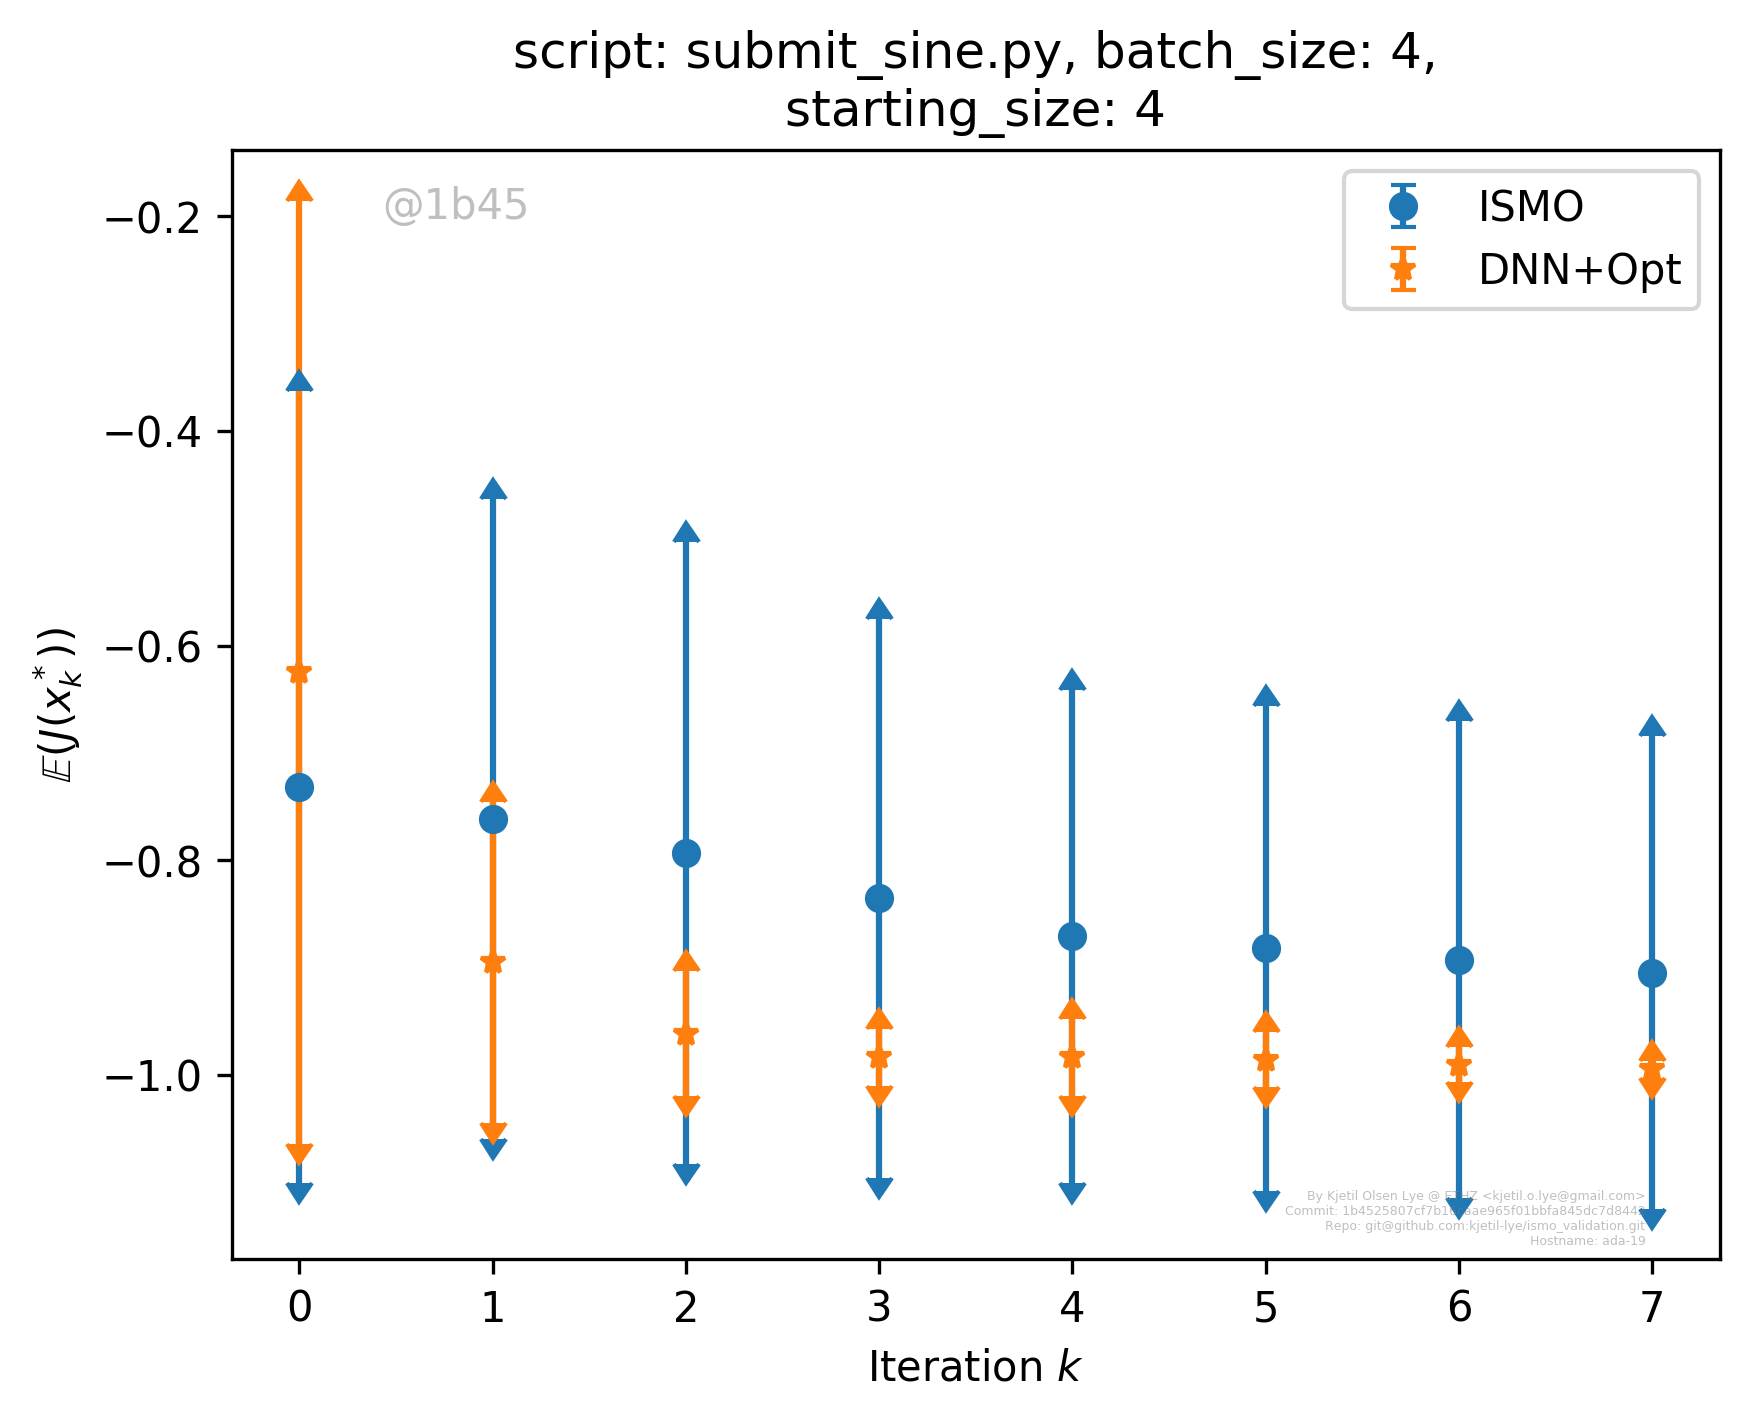 script: submit_sine.py, batch_size: 4,
starting_size: 4
@1b45
ISMO
DNN+Opt
−0.2
−0.4
−0.6
−0.8
−1.0
𝔼(J(x*k))
0 1 2 3 4 5 6 7
Iteration k
By Kjetil Olsen Lye @ ETHZ <kjetil.o.lye@gmail.com>
Commit:
Repo: git@github.com:kjetil-lye/ismo_validation.git
Hostname: ada-19